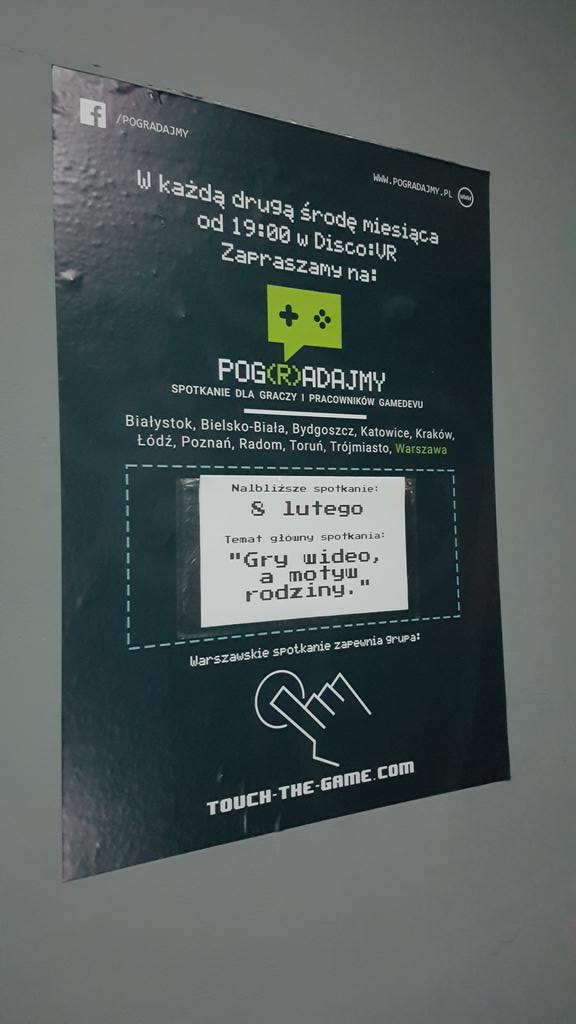 /POGRADAJMY
WWW.POGRADAJMY.PL
WWW
W każdą drugą środę miesiąca
od 19:00 w Disco:VR
Zapraszamy na:
POG(R)ADAJMY
SPOTKANIE DLA GRACZY I PRACOWNIKÓW GAMEDEVU
Białystok, Bielsko-Biała, Bydgoszcz, Katowice, Kraków,
Łódź, Poznań, Radom, Toruń, Trójmiasto, Warszawa
Najbliższe spotkanie:
8 lutego
Temat główny spotkania:
"Gry wideo,
a motyw
rodziny."
Warszawskie spotkanie zapewnia grupa:
TOUCH-THE-GAME.COM